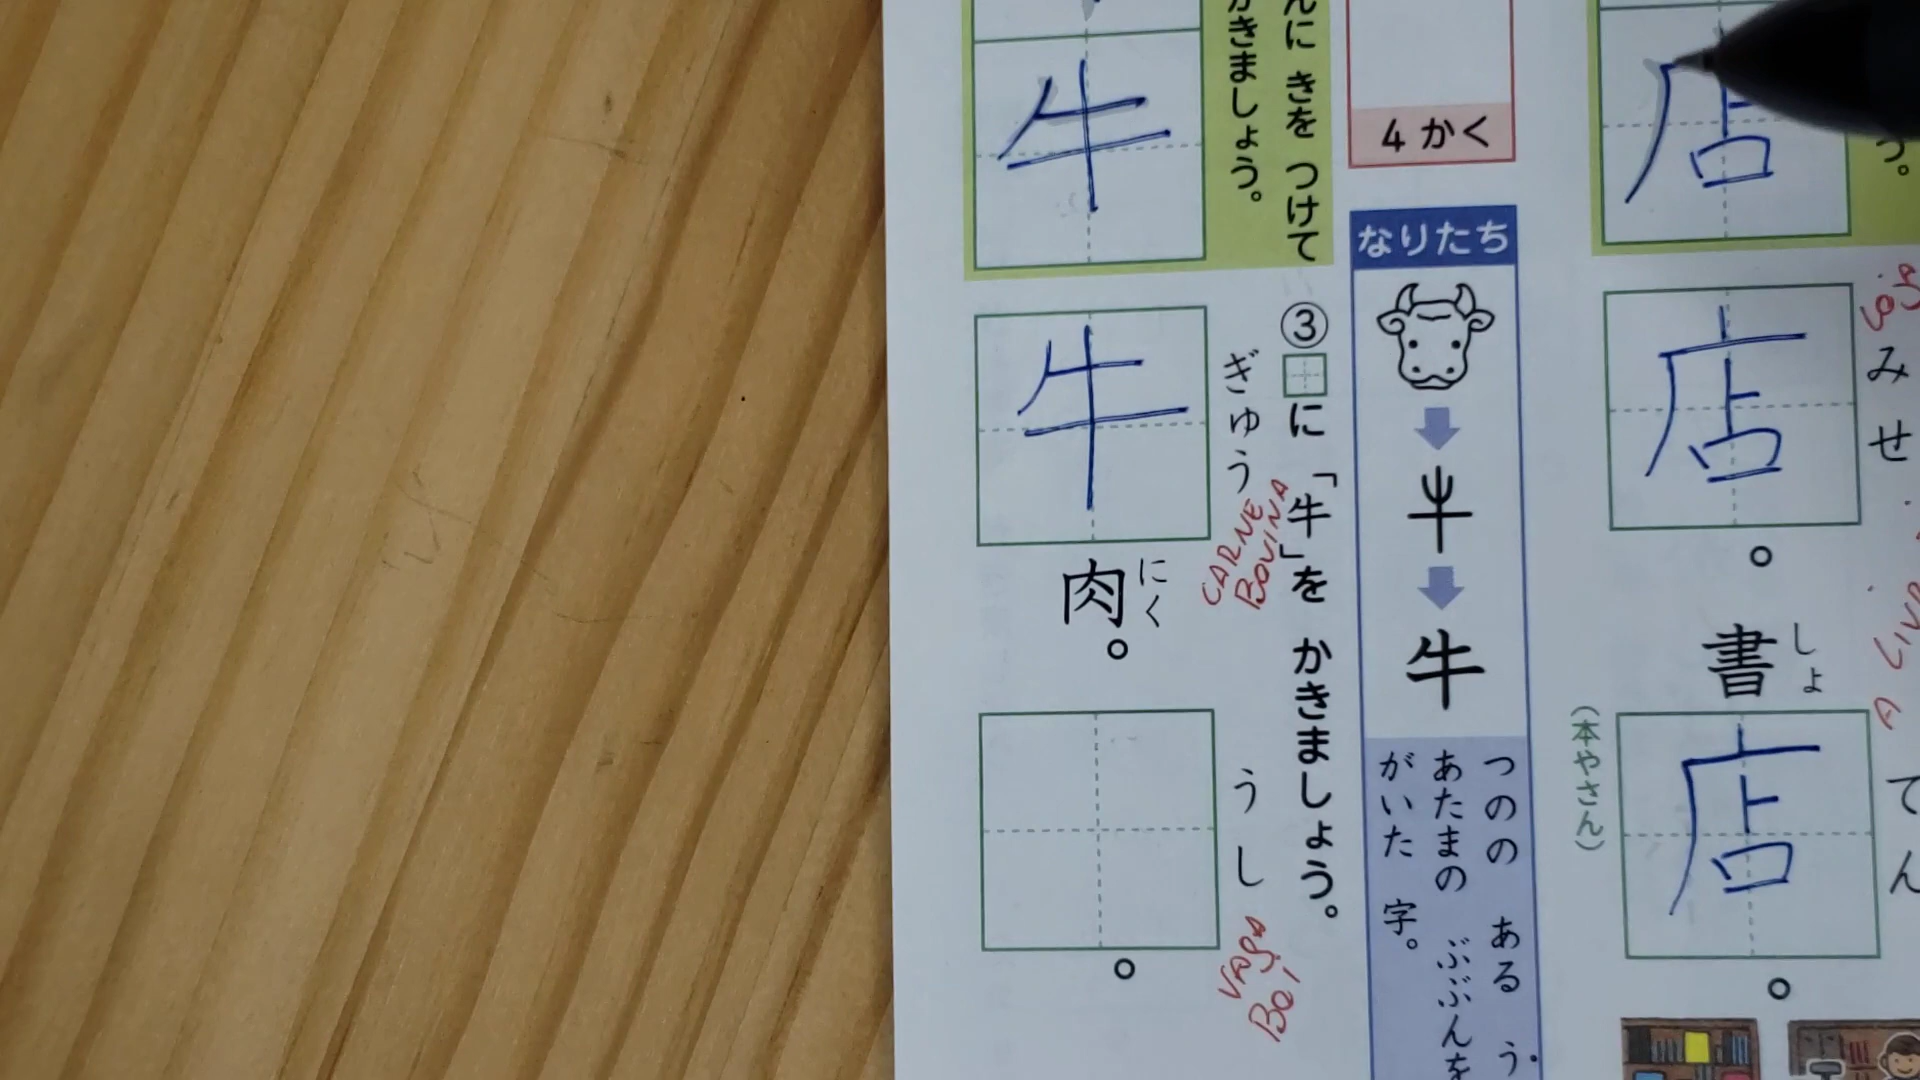 店
みせ
。
書
しょ
店
てん
(本やさん)
。
店
4かく
なりたち
牛
つのの ある う
あたまの ぶぶんを
がいた 字。
んに きを つけて
かきましょう。
③ に「牛」を かきましょう。
牛
牛
ぎゅう
肉
にく
。
CARNE
BOVINA
うし
。
BOI